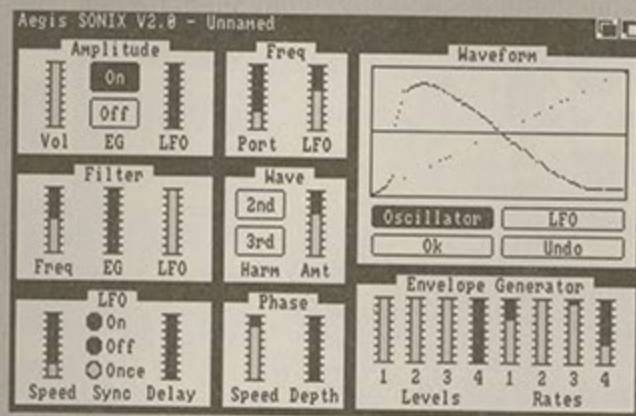 Aegis SONIX V2.0 - Unnamed
Amplitude
On
Off
Vol EG LFO
Freq
Port LFO
Waveform
Oscillator LFO
Ok Undo
Filter
Freq EG LFO
Wave
2nd
3rd
Harm Amt
LFO
On
Off
Once
Speed Sync Delay
Phase
Speed Depth
Envelope Generator
1 2 3 4 1 2 3 4
Levels Rates